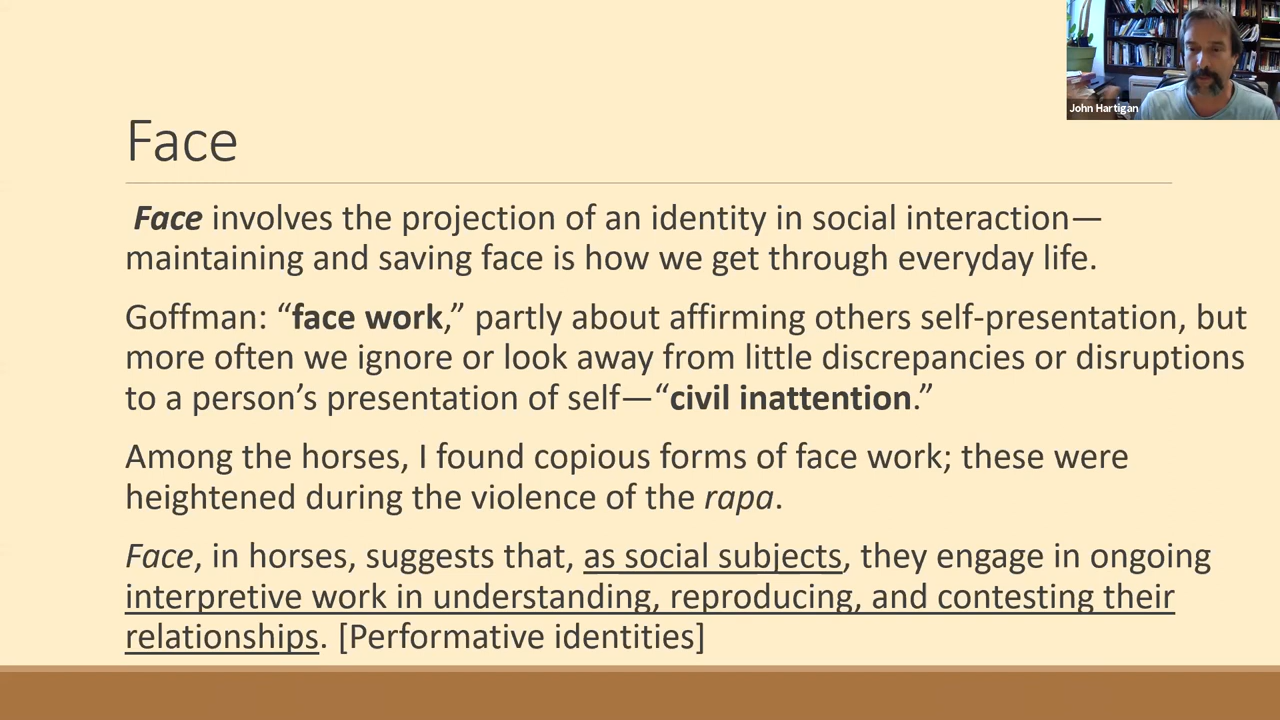 John Hartigan
Face
Face involves the projection of an identity in social interaction—
maintaining and saving face is how we get through everyday life.
Goffman: “face work,” partly about affirming others self-presentation, but
more often we ignore or look away from little discrepancies or disruptions
to a person’s presentation of self—“civil inattention.”
Among the horses, I found copious forms of face work; these were
heightened during the violence of the rapa.
Face, in horses, suggests that, as social subjects, they engage in ongoing
interpretive work in understanding, reproducing, and contesting their
relationships. [Performative identities]